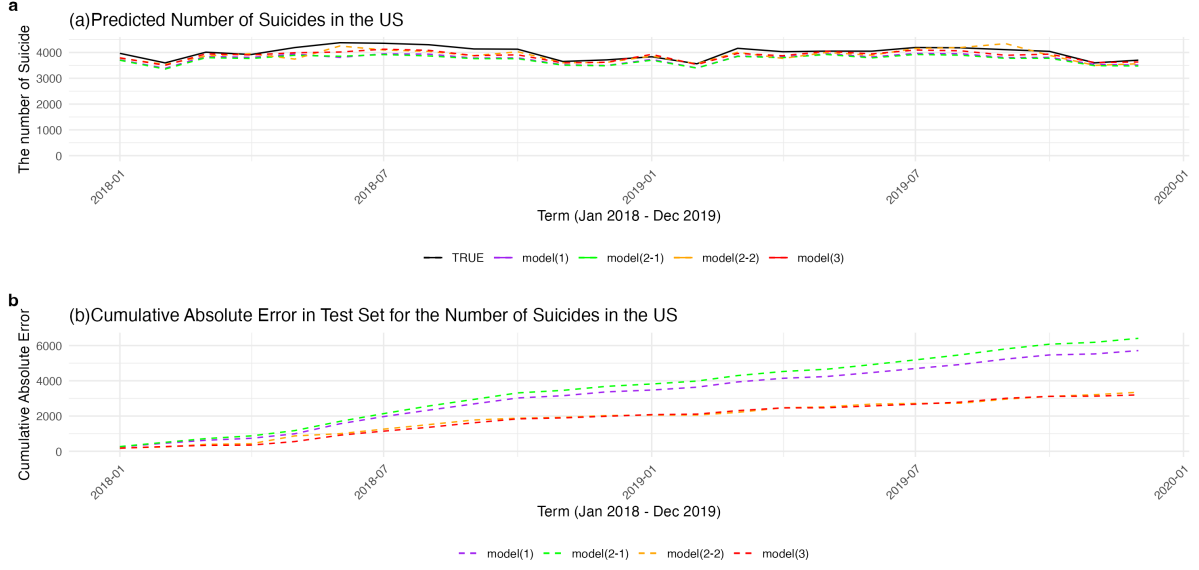 a
(a)Predicted Number of Suicides in the US
The number of Suicide
4000
3000
2000
1000
0
2018-01
2018-07
2019-01
2019-07
2020-01
Term (Jan 2018 - Dec 2019)
TRUE model(1) model(2-1) model(2-2) model(3)
b
(b)Cumulative Absolute Error in Test Set for the Number of Suicides in the US
Cumulative Absolute Error
6000
4000
2000
0
2018-01
2018-07
2019-01
2019-07
2020-01
Term (Jan 2018 - Dec 2019)
model(1) model(2-1) model(2-2) model(3)